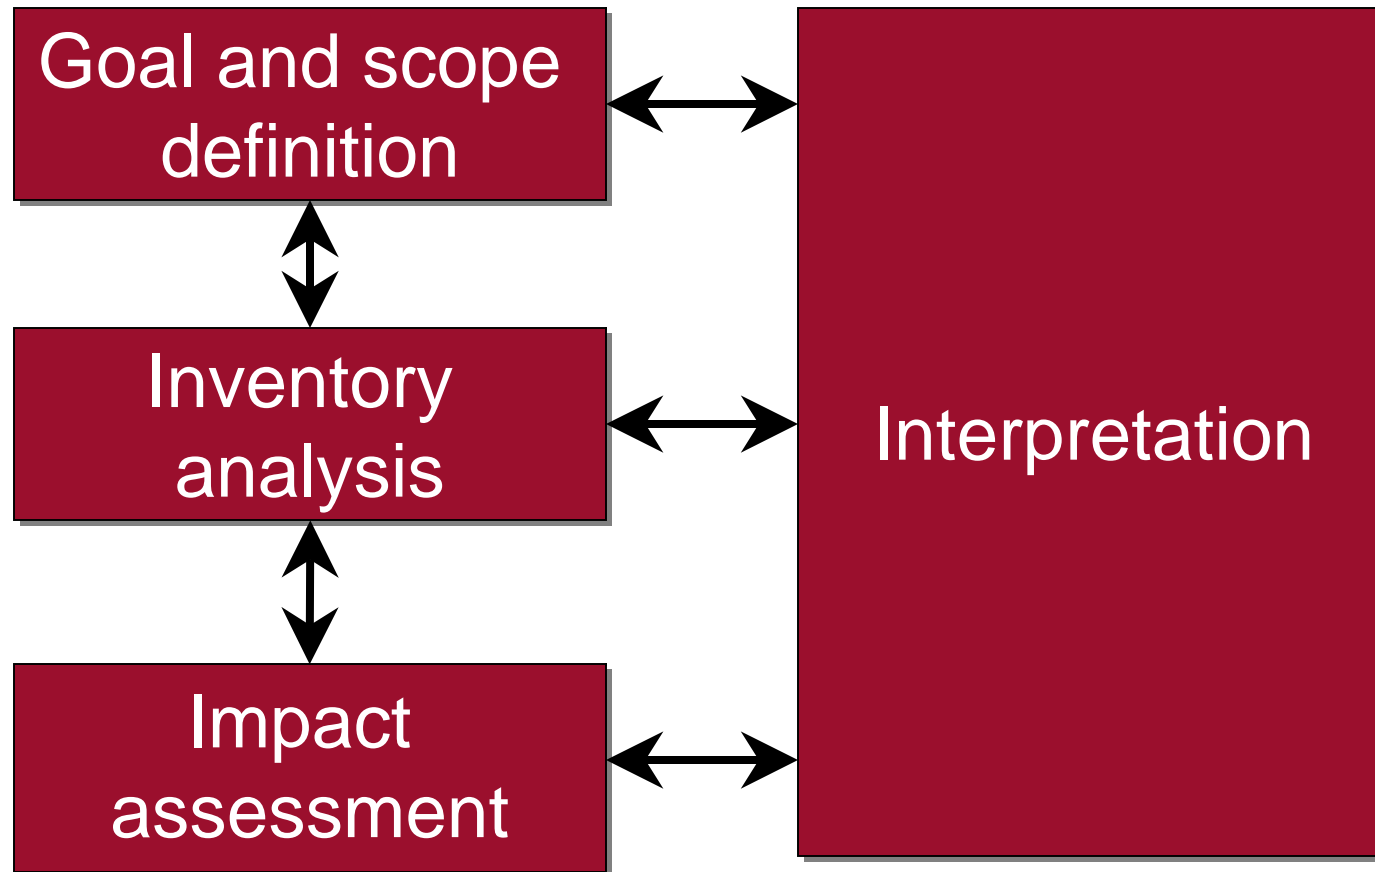 Goal and scope
definition
Inventory
analysis
Impact
assessment
Interpretation